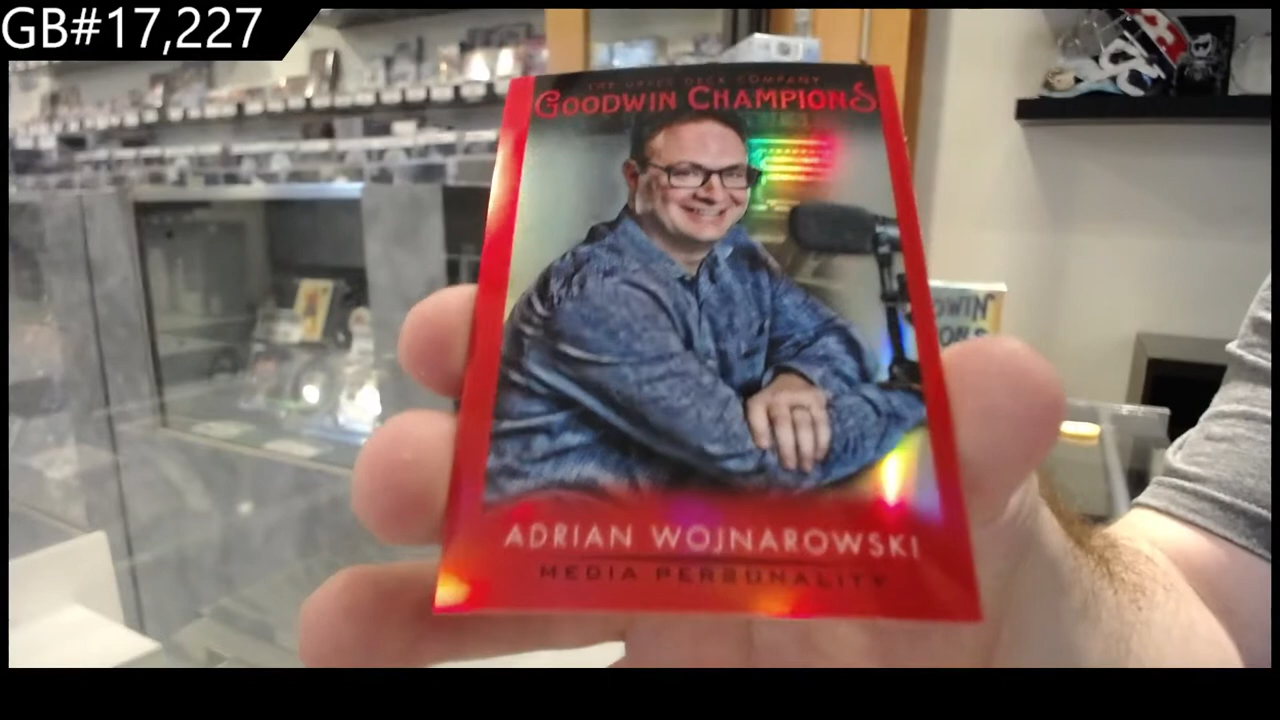 GB#17,227
THE UPPER DECK COMPANY
GOODWIN CHAMPIONS
ADRIAN WOJNAROWSKI
MEDIA PERSONALITY